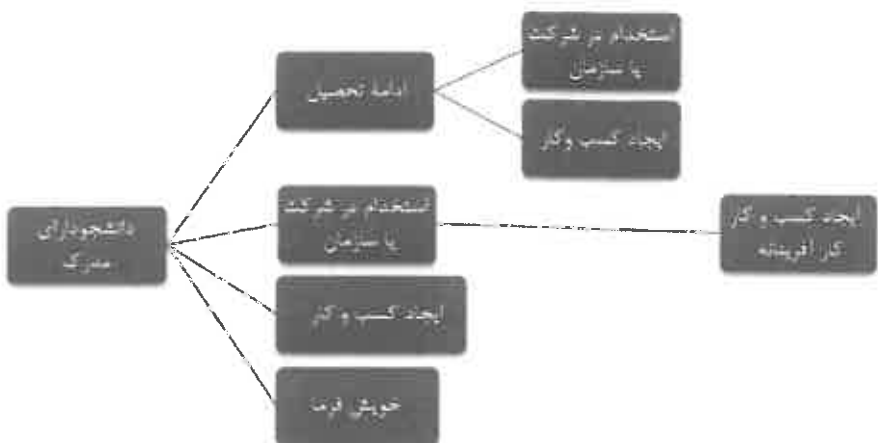 استخدام در شرکت
یا سازمان
ادامه تحصیل
ایجاد کسب وکار
استخدام در شرکت
یا سازمان
ایجاد کسب و کار
کار آفرینانه
دانشجودارای
مدرک
ایجاد کسب و کار
خویش فرما